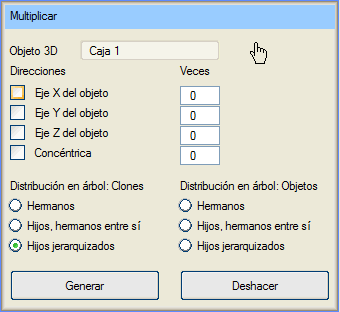 Multiplicar
Objeto 3D Caja 1
Direcciones Veces
Eje X del objeto 0
Eje Y del objeto 0
Eje Z del objeto 0
Concéntrica 0
Distribución en árbol: Clones Distribución en árbol: Objetos
Hermanos Hermanos
Hijos, hermanos entre sí Hijos, hermanos entre sí
Hijos jerarquizados Hijos jerarquizados
Generar Deshacer